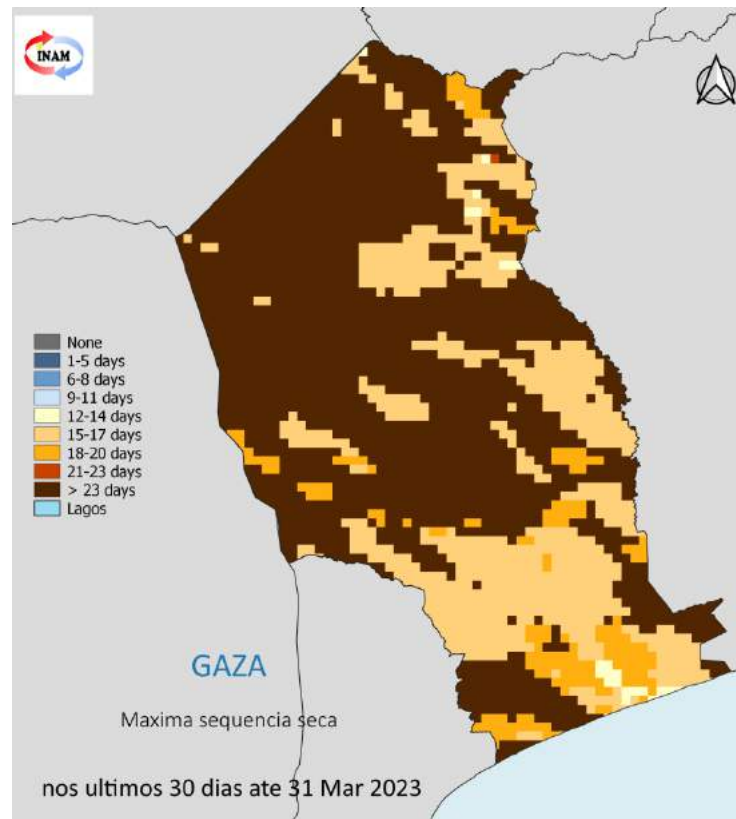 INAM
None
1-5 days
6-8 days
9-11 days
12-14 days
15-17 days
18-20 days
21-23 days
> 23 days
Lagos
GAZA
Maxima sequencia seca
nos ultimos 30 dias ate 31 Mar 2023